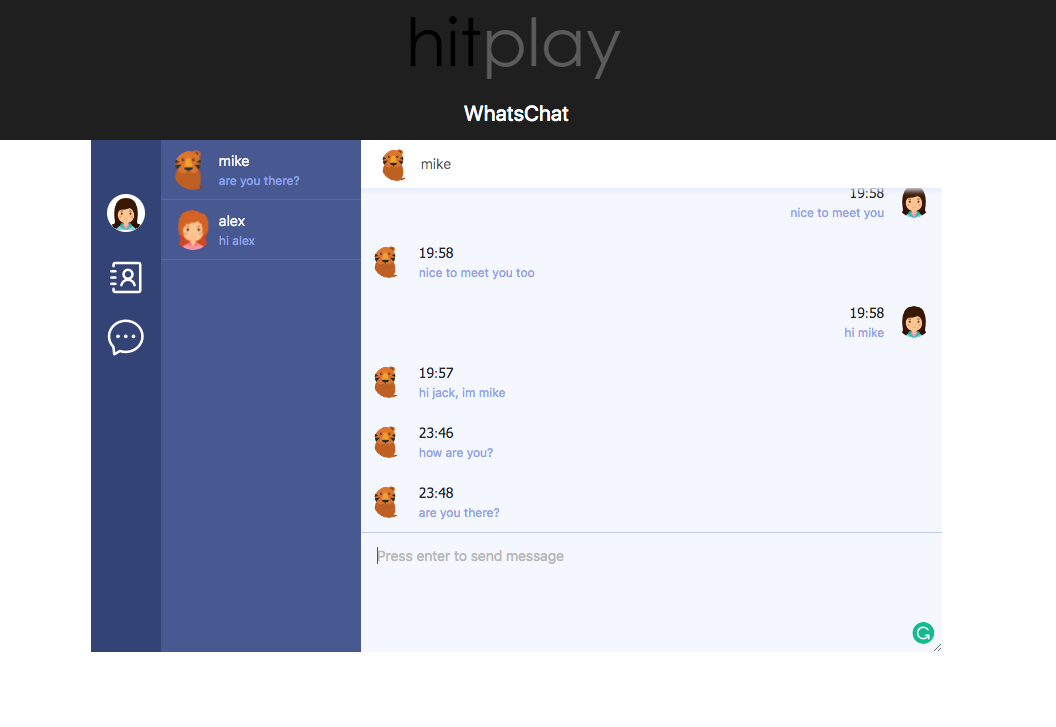 hitplay
WhatsChat
mike
are you there?
alex
hi alex
mike
19:58
nice to meet you
19:58
nice to meet you too
19:58
hi mike
19:57
hi jack, im mike
23:46
how are you?
23:48
are you there?
Press enter to send message